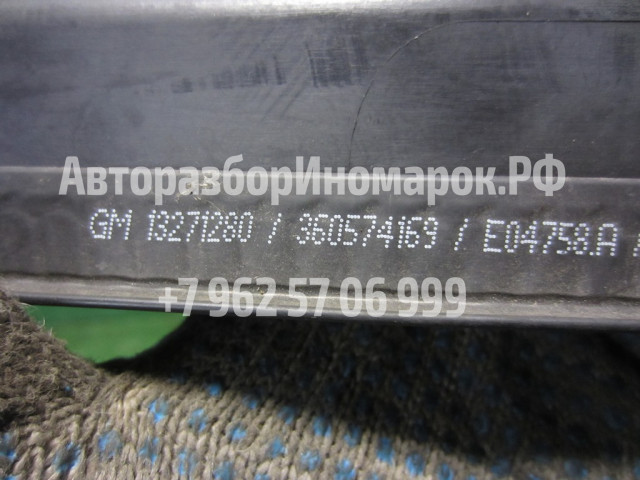 АвторазборИномарок.РФ
GM 13271280 / 360574169 / E04758.A
+7 962 57 06 999